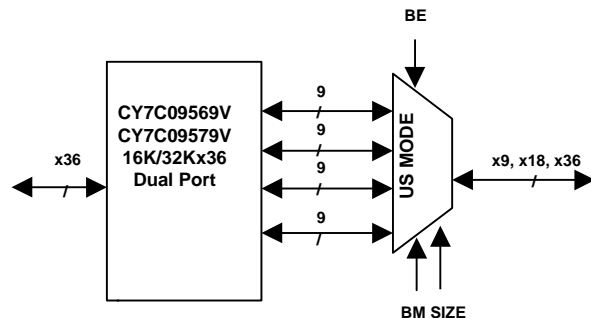 BE
CY7C09569V
CY7C09579V
16K/32Kx36
Dual Port
x36
9
9
9
9
US MODE
x9, x18, x36
BM SIZE